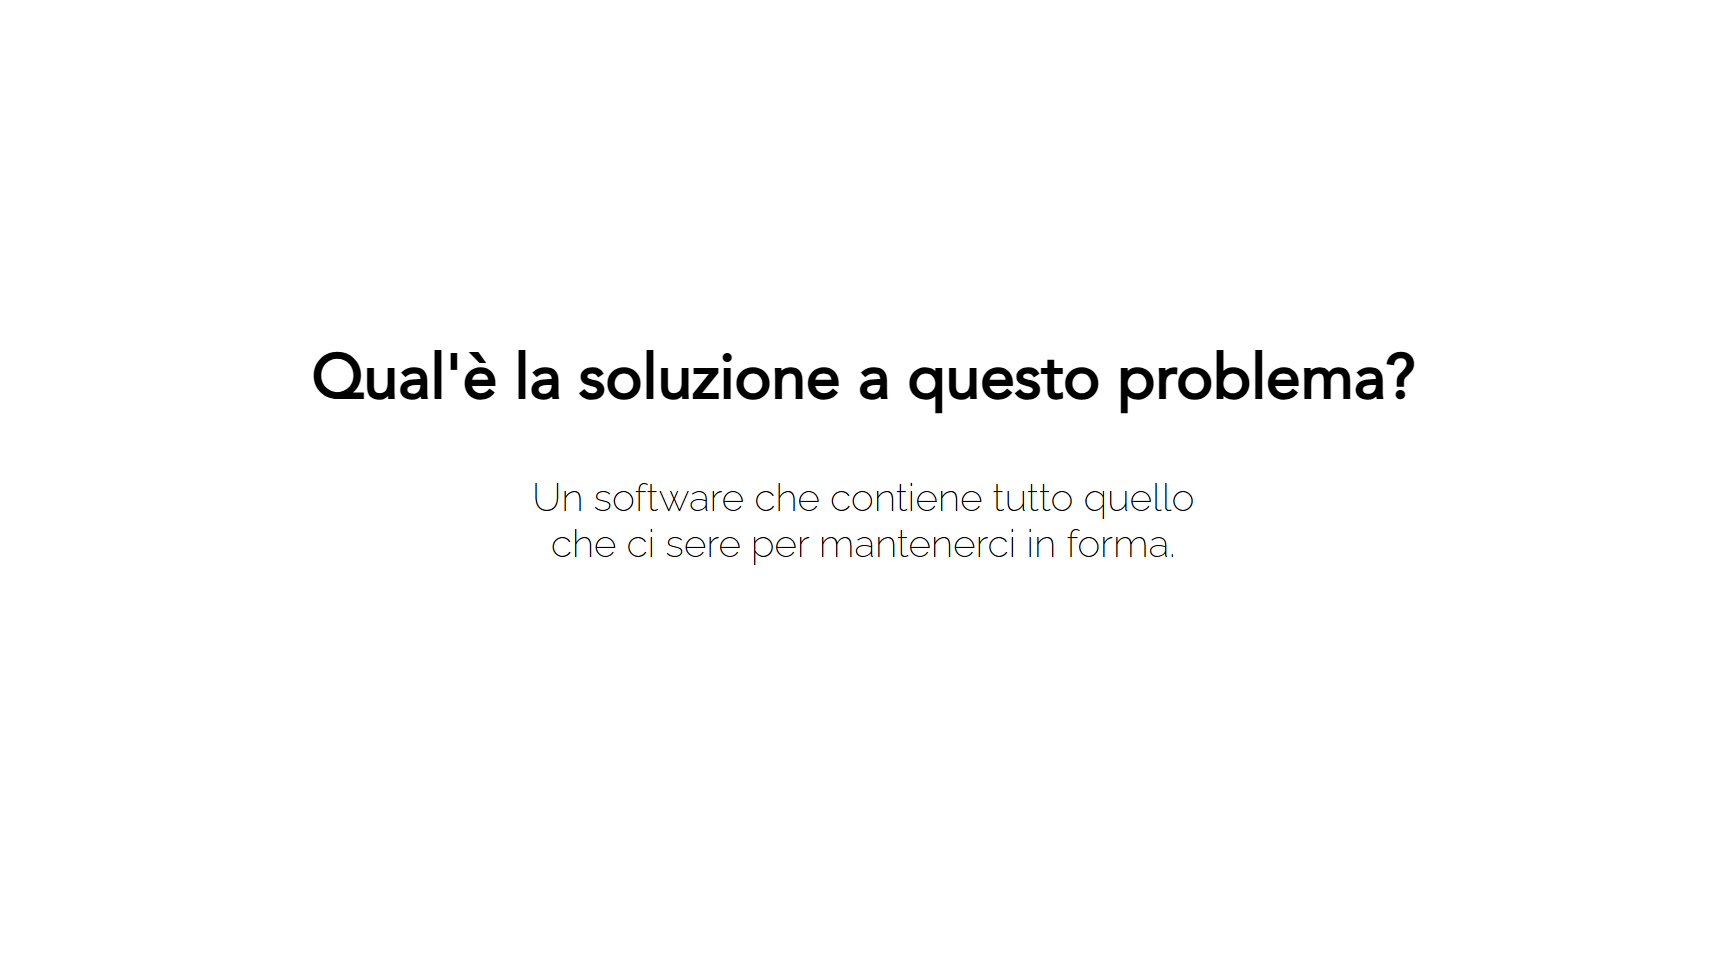 Qual'è la soluzione a questo problema?
Un software che contiene tutto quello
che ci sere per mantenerci in forma.